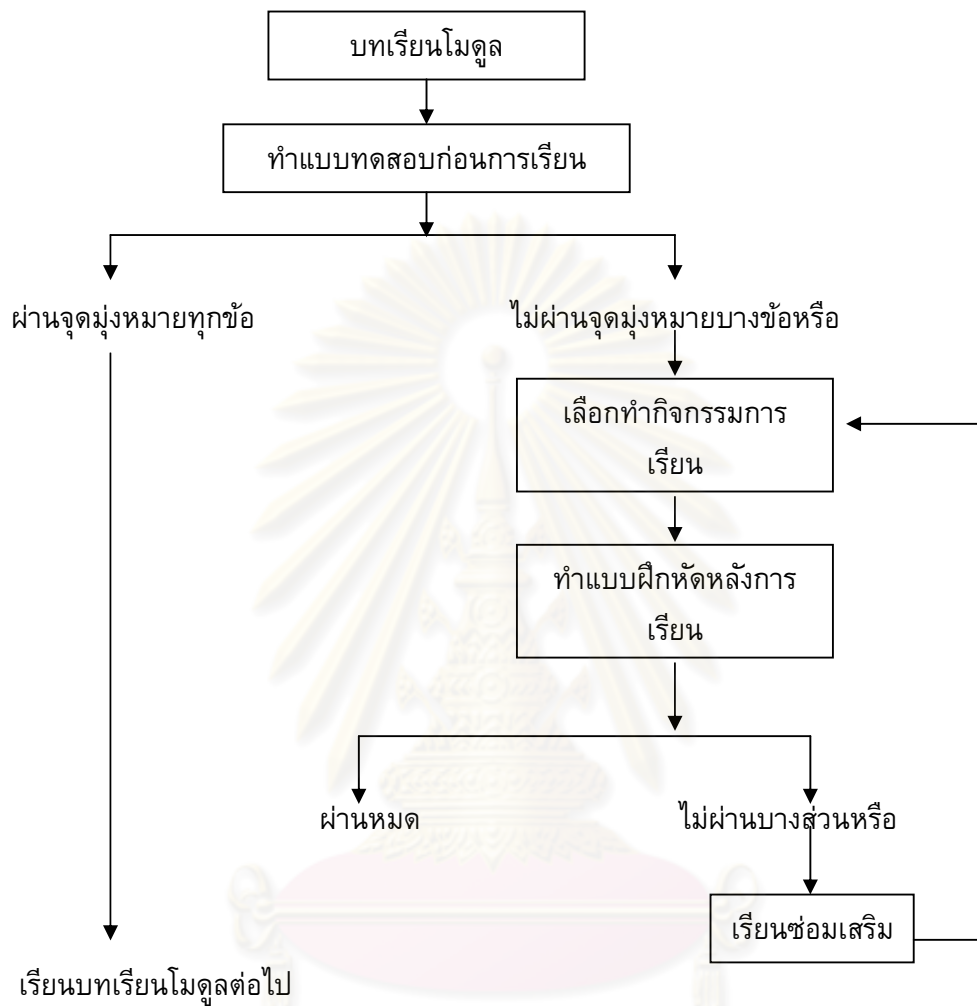 บทเรียนโมดูล
ทำแบบทดสอบก่อนการเรียน
ผ่านจุดมุ่งหมายทุกข้อ
ไม่ผ่านจุดมุ่งหมายบางข้อหรือ
เลือกทำกิจกรรมการ
เรียน
ทำแบบฝึกหัดหลังการ
เรียน
ผ่านหมด
ไม่ผ่านบางส่วนหรือ
เรียนซ่อมเสริม
เรียนบทเรียนโมดูลต่อไป